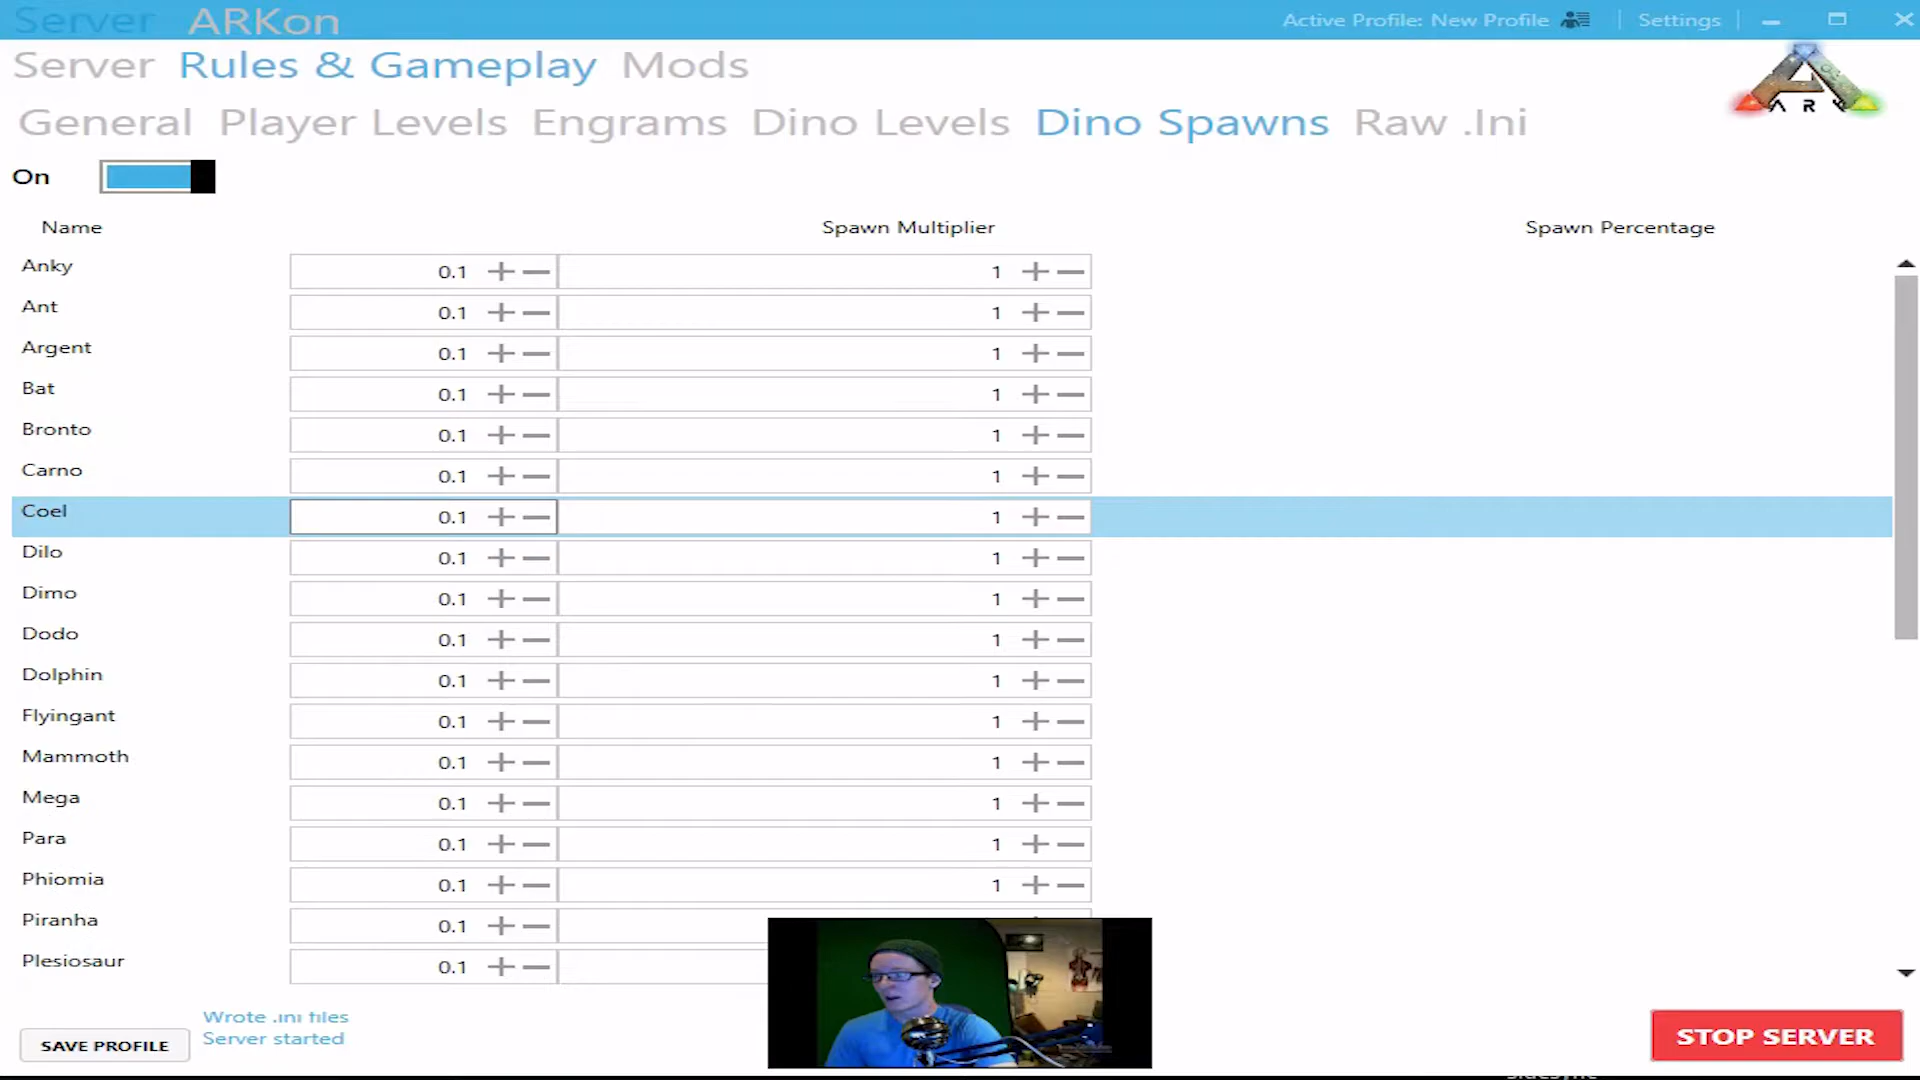 Server ARKon Active Profile: New Profile Settings
Server Rules & Gameplay Mods
ARK
General Player Levels Engrams Dino Levels Dino Spawns Raw .Ini
On
Name Spawn Multiplier Spawn Percentage
Anky 0.1 1
Ant 0.1 1
Argent 0.1 1
Bat 0.1 1
Bronto 0.1 1
Carno 0.1 1
Coel 0.1 1
Dilo 0.1 1
Dimo 0.1 1
Dodo 0.1 1
Dolphin 0.1 1
Flyingant 0.1 1
Mammoth 0.1 1
Mega 0.1 1
Para 0.1 1
Phiomia 0.1 1
Piranha 0.1
Plesiosaur 0.1
Wrote .ini files
Server started
SAVE PROFILE
STOP SERVER